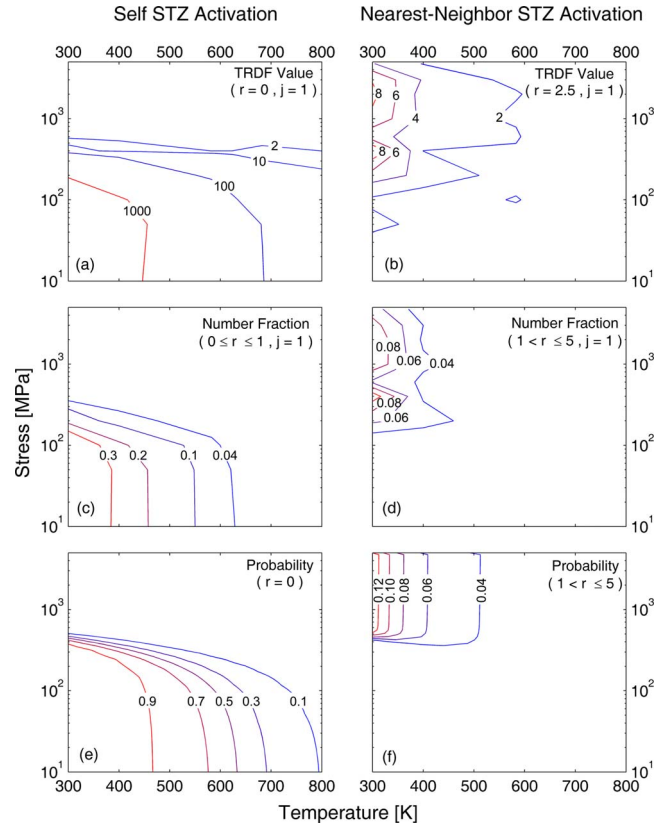 Self STZ Activation
Nearest-Neighbor STZ Activation
300 400 500 600 700 800
300 400 500 600 700 800
TRDF Value
( r = 0 , j = 1 )
2
10
100
1000
(a)
TRDF Value
( r = 2.5 , j = 1 )
8
6
4
2
8
6
(b)
10³
10²
10¹
Number Fraction
( 0 ≤ r ≤ 1 , j = 1 )
0.3
0.2
0.1
0.04
(c)
Number Fraction
( 1 < r ≤ 5 , j = 1 )
0.08
0.06
0.04
0.08
0.06
(d)
10³
10²
10¹
Stress [MPa]
Probability
( r = 0 )
0.9
0.7
0.5
0.3
0.1
(e)
Probability
( 1 < r ≤ 5 )
0.12
0.10
0.08
0.06
0.04
(f)
10³
10²
10¹
300 400 500 600 700 800
300 400 500 600 700 800
Temperature [K]